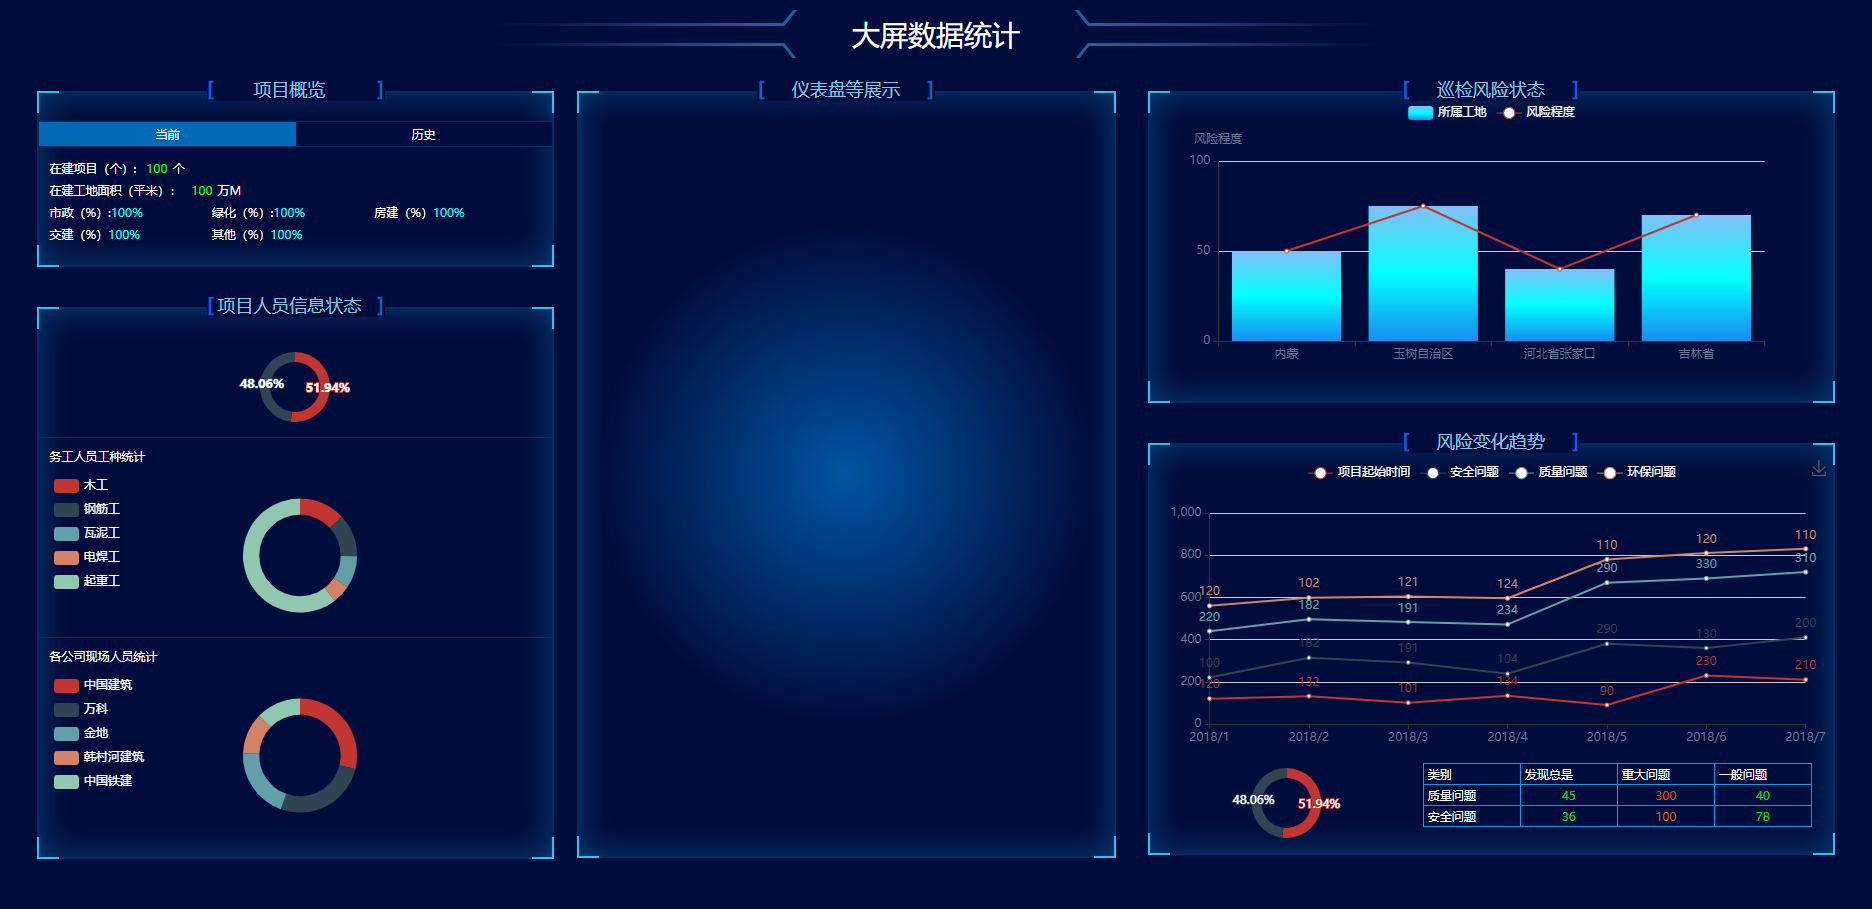 大屏数据统计
[ 项目概览 ]
当前 历史
在建项目（个）： 100 个
在建工地面积（平米）： 100 万M
市政（%）:100% 绿化（%）:100% 房建（%）100%
交建（%）100% 其他（%）100%
[ 项目人员信息状态 ]
48.06% 51.94%
各工人员工种统计
木工
钢筋工
瓦泥工
电焊工
起重工
各公司现场人员统计
中国建筑
万科
金地
韩村河建筑
中国铁建
[ 仪表盘等展示 ]
[ 巡检风险状态 ]
所属工地 风险程度
风险程度
100
50
0
内蒙 玉树自治区 河北省张家口 吉林省
[ 风险变化趋势 ]
项目起始时间 安全问题 质量问题 环保问题
1,000
800
600
400
200
0
120 102 121 124 110 120 110
220 182 191 234 290 330 310
100 182 191 104 290 130 200
120 132 101 134 90 230 210
2018/1 2018/2 2018/3 2018/4 2018/5 2018/6 2018/7
48.06% 51.94%
类别 发现总是 重大问题 一般问题
质量问题 45 300 40
安全问题 36 100 78